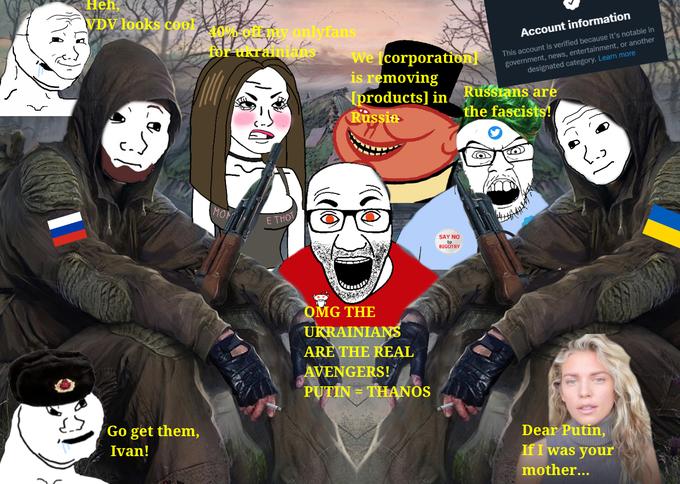 Heh,
VDV looks cool
40% off my onlyfans
for ukrainians
We [corporation]
is removing
[products] in
Russia
Account information
This account is verified because it's notable in
government, news, entertainment, or another
designated category. Learn more
Russians are
the fascists!
E THOT
SAY NO
to
BIGOTRY
OMG THE
UKRAINIANS
ARE THE REAL
AVENGERS!
PUTIN = THANOS
Go get them,
Ivan!
Dear Putin,
If I was your
mother...